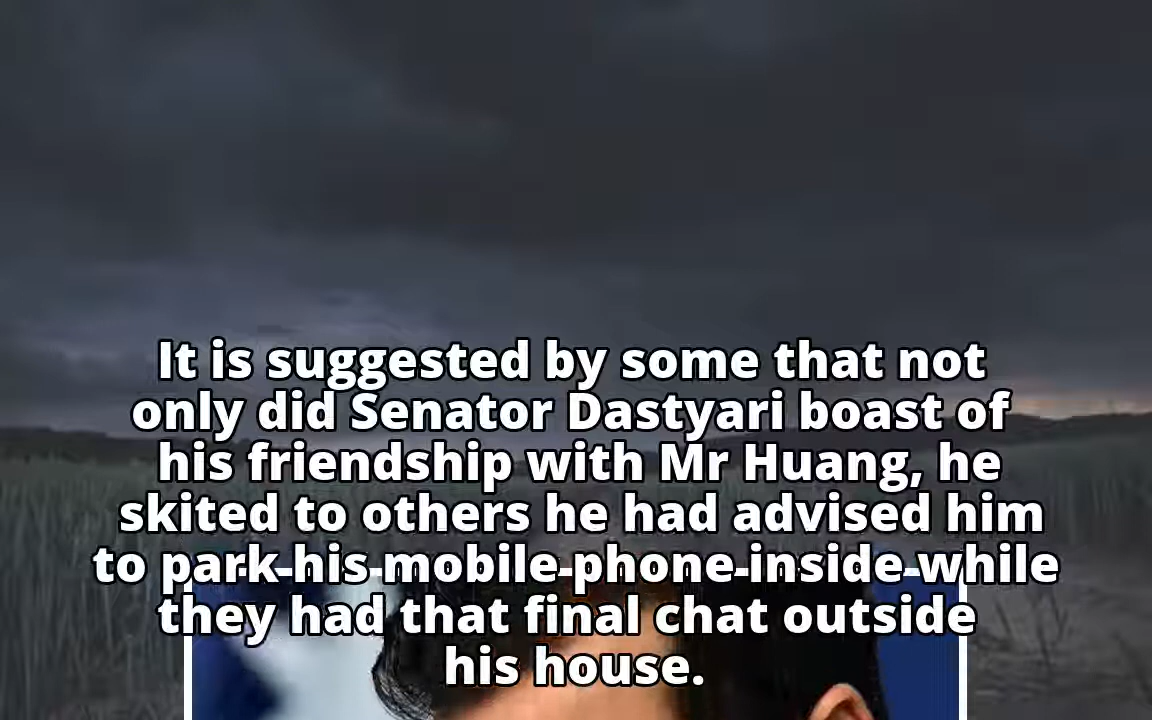 It is suggested by some that not
only did Senator Dastyari boast of
his friendship with Mr Huang, he
skited to others he had advised him
to park his mobile phone inside while
they had that final chat outside
his house.